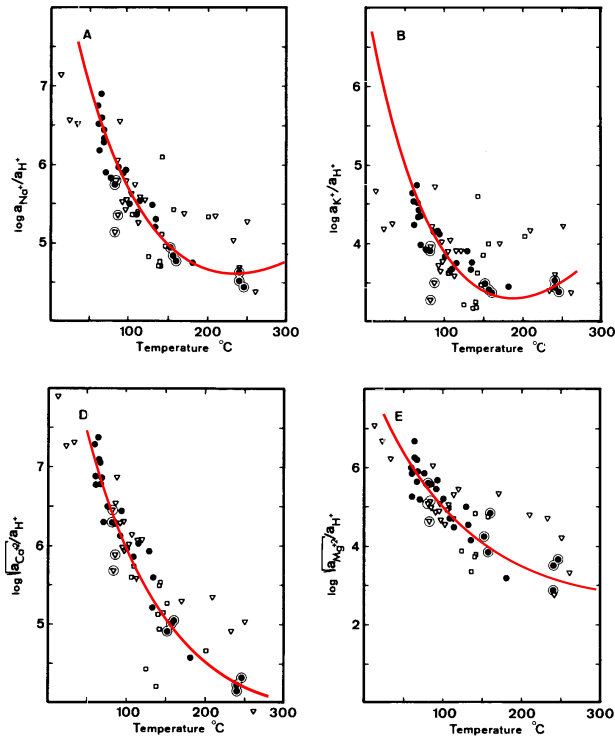 A
B
7
6
5
6
5
4
log aNa+/aH+
log aK+/aH+
100
200
300
100
200
300
Temperature °C
Temperature °C
D
E
7
6
5
6
4
2
log √aCa+2/aH+
log √aMg+2/aH+
100
200
300
100
200
300
Temperature °C
Temperature °C